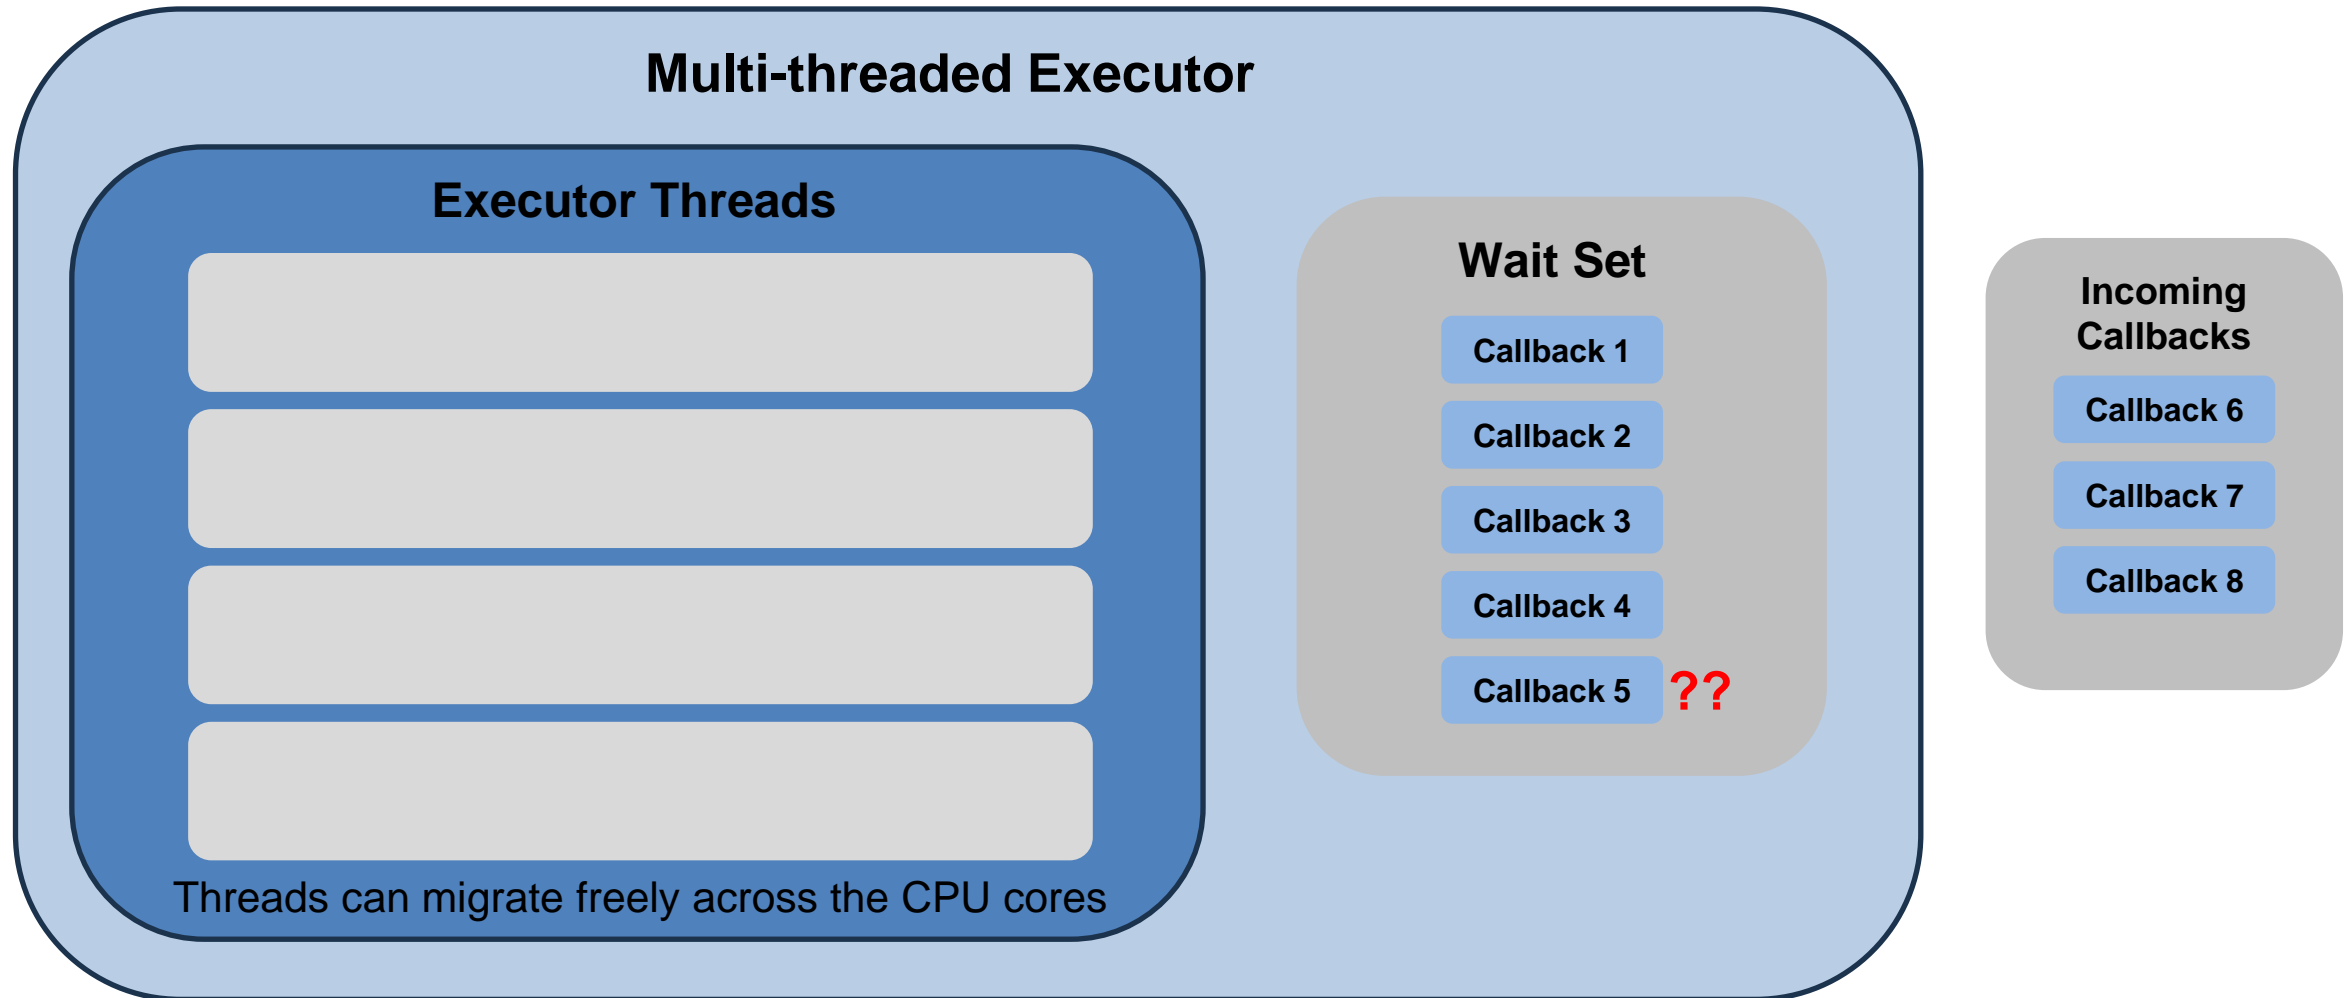 Multi-threaded Executor
Executor Threads
Threads can migrate freely across the CPU cores
Wait Set
Callback 1
Callback 2
Callback 3
Callback 4
Callback 5 ??
Incoming
Callbacks
Callback 6
Callback 7
Callback 8